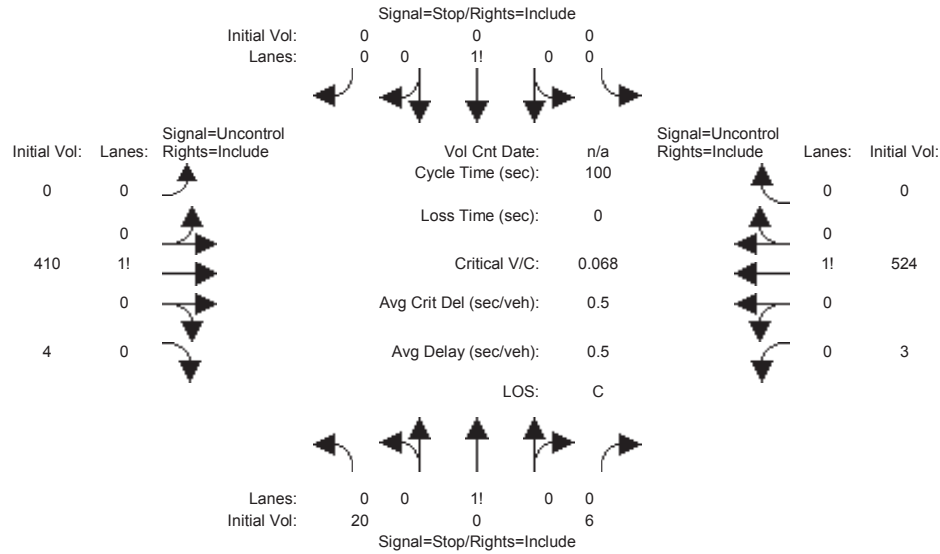 Signal=Stop/Rights=Include
Initial Vol: 0 0 0
Lanes: 0 0 1! 0 0
Signal=Uncontrol
Initial Vol: Lanes: Rights=Include
Vol Cnt Date: n/a
Signal=Uncontrol
Rights=Include Lanes: Initial Vol:
Cycle Time (sec): 100
0 0
0 0
Loss Time (sec): 0
0
0
410 1!
Critical V/C: 0.068
1! 524
0
Avg Crit Del (sec/veh): 0.5
0
4 0
Avg Delay (sec/veh): 0.5
0 3
LOS: C
Lanes: 0 0 1! 0 0
Initial Vol: 20 0 6
Signal=Stop/Rights=Include